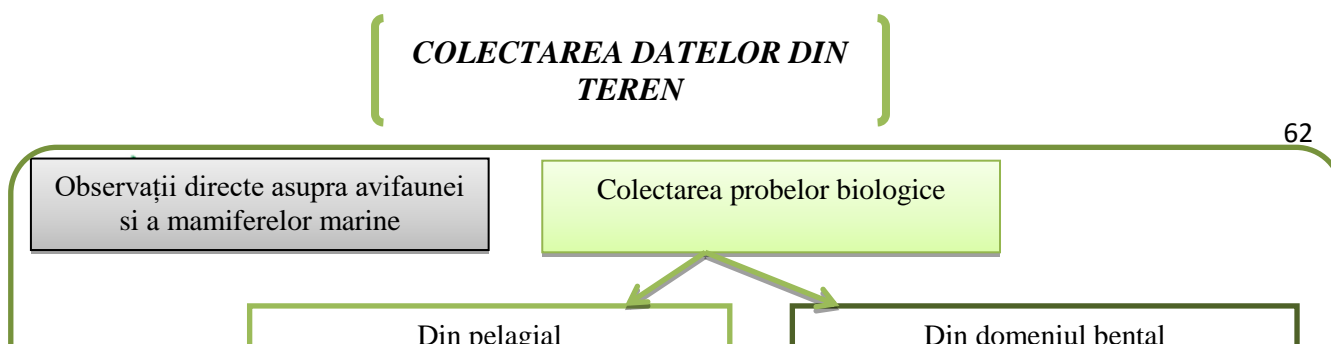 COLECTAREA DATELOR DIN
TEREN
62
Observații directe asupra avifaunei
si a mamiferelor marine
Colectarea probelor biologice
Din pelagial
Din domeniul bental